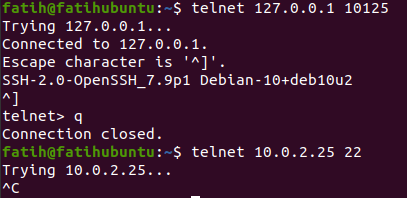 fatih@fatihubuntu:~$ telnet 127.0.0.1 10125
Trying 127.0.0.1...
Connected to 127.0.0.1.
Escape character is '^]'.
SSH-2.0-OpenSSH_7.9p1 Debian-10+deb10u2
^]
telnet> q
Connection closed.
fatih@fatihubuntu:~$ telnet 10.0.2.25 22
Trying 10.0.2.25...
^C